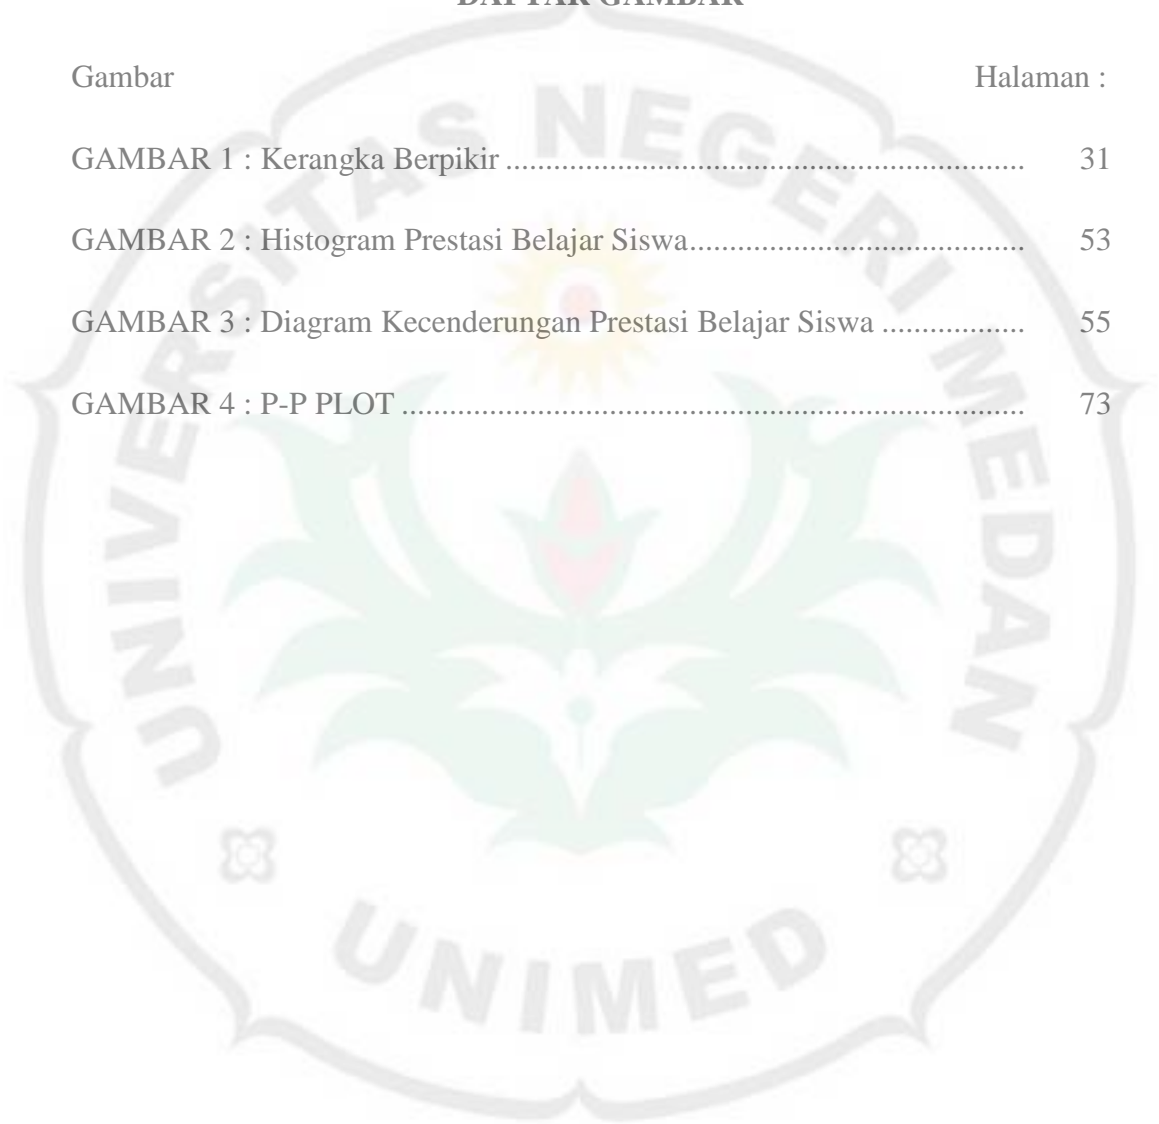 DAFTAR GAMBAR
Gambar Halaman :
GAMBAR 1 : Kerangka Berpikir ................................................................. 31
GAMBAR 2 : Histogram Prestasi Belajar Siswa.......................................... 53
GAMBAR 3 : Diagram Kecenderungan Prestasi Belajar Siswa .................. 55
GAMBAR 4 : P-P PLOT .............................................................................. 73
UNIVERSITAS NEGERI MEDAN
UNIMED